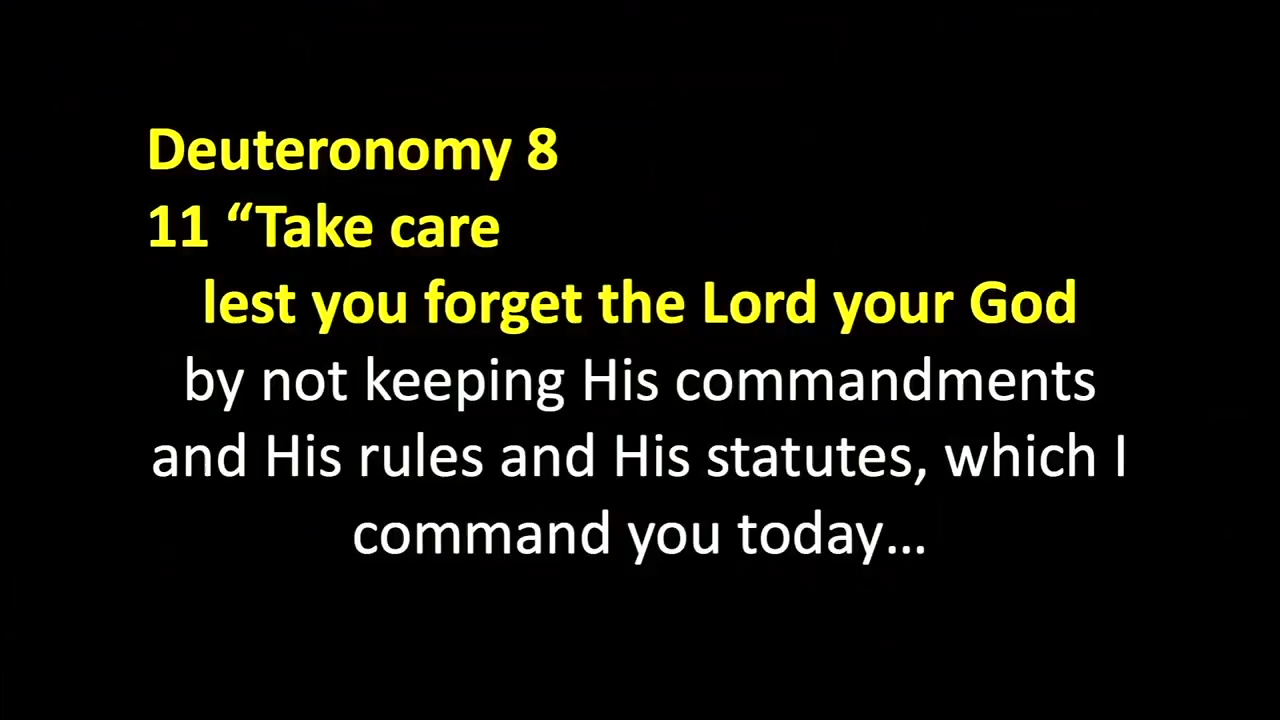 Deuteronomy 8
11 “Take care
lest you forget the Lord your God
by not keeping His commandments
and His rules and His statutes, which I
command you today…